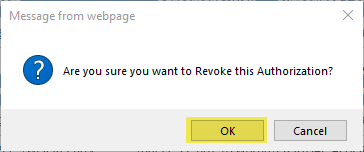 Message from webpage
Are you sure you want to Revoke this Authorization?
OK
Cancel